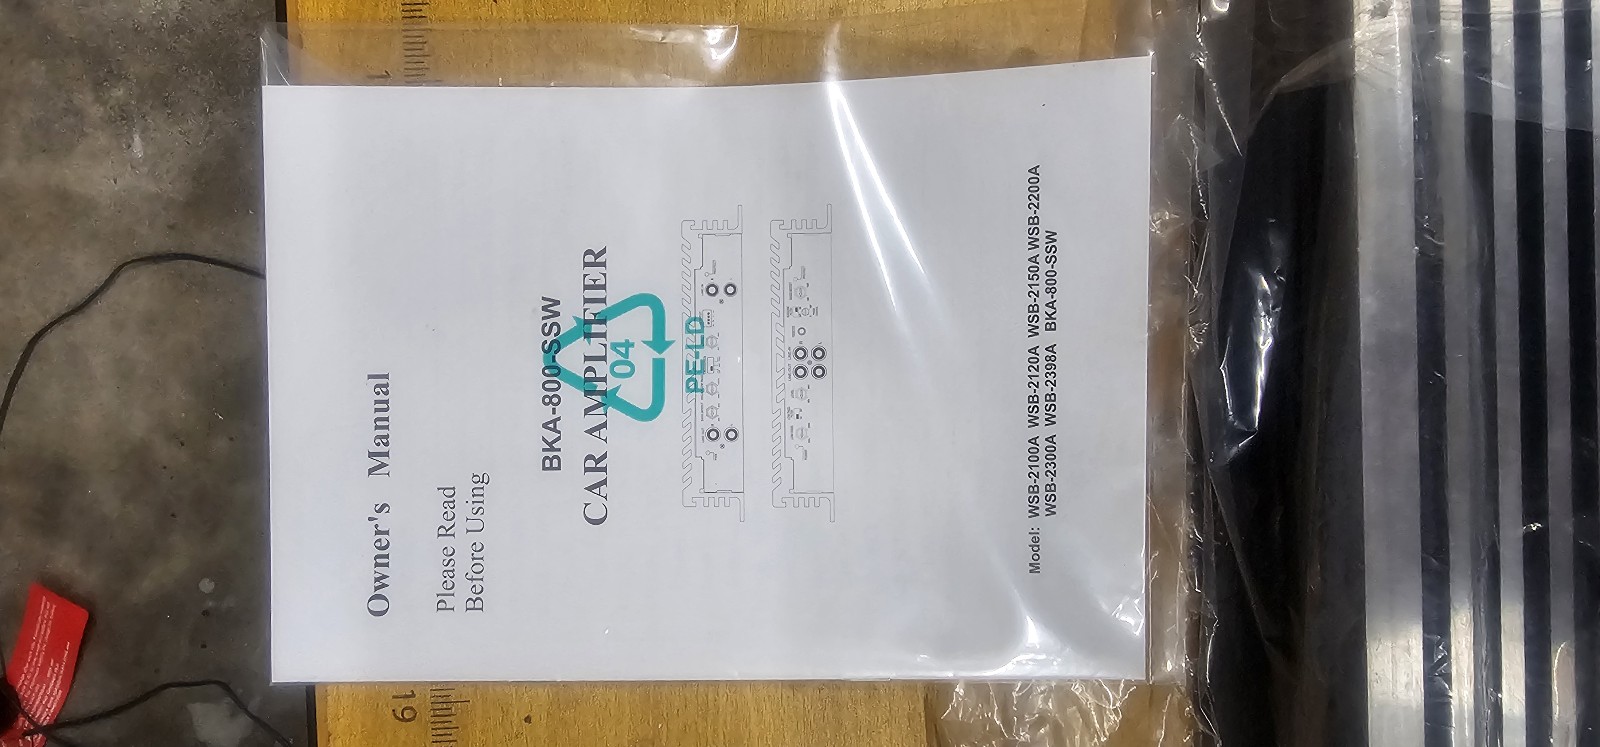 Owner's Manual
Please Read
Before Using
BKA-800-SSW
CAR AMPLIFIER
04
PE-LD
Model: WSB-2100A WSB-2120A WSB-2150A WSB-2200A
WSB-2300A WSB-2398A BKA-800-SSW
19